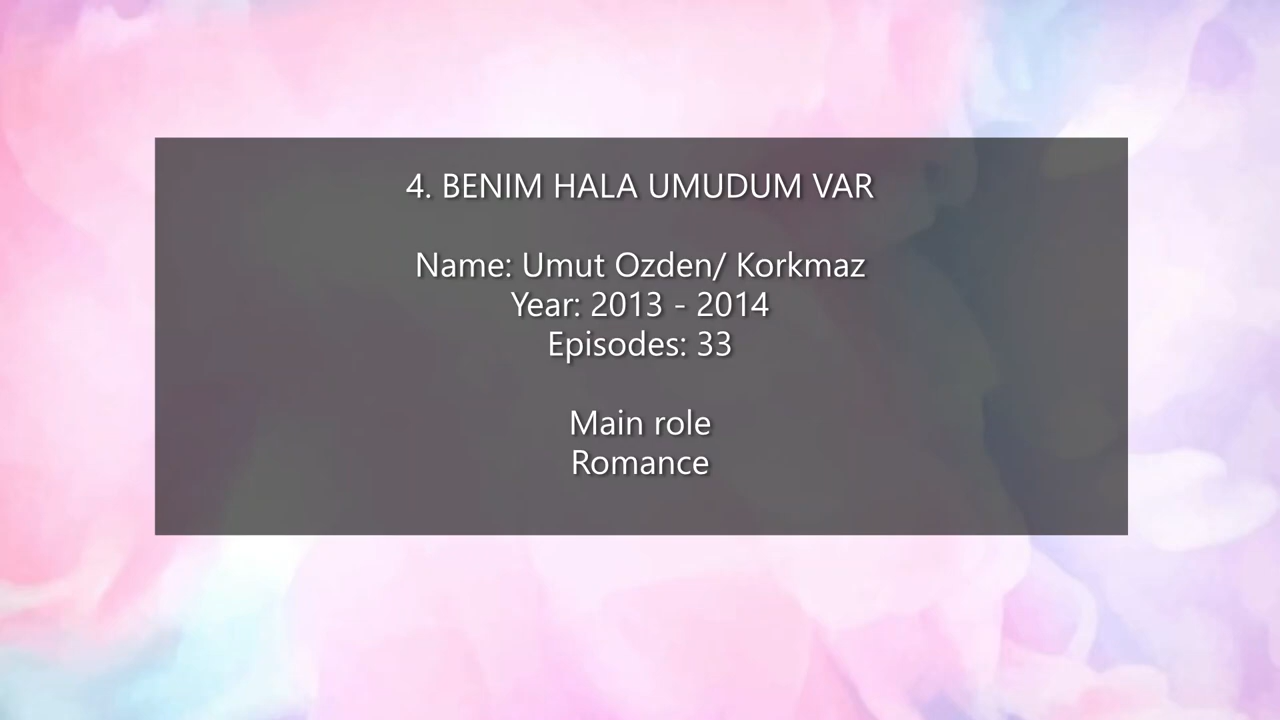 4. BENIM HALA UMUDUM VAR
Name: Umut Ozden/ Korkmaz
Year: 2013 - 2014
Episodes: 33
Main role
Romance